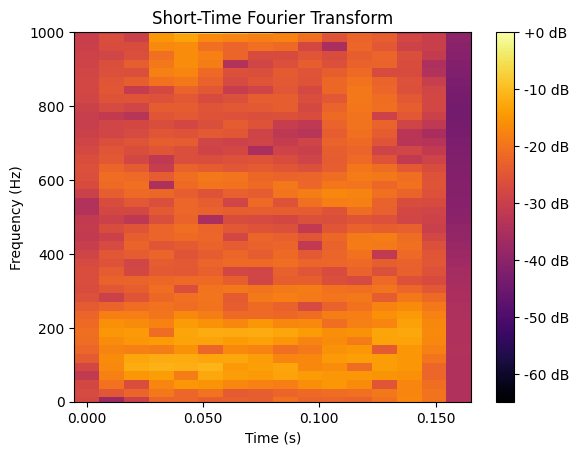 Short-Time Fourier Transform
1000
800
600
400
200
0
Frequency (Hz)
0.000
0.050
0.100
0.150
Time (s)
+0 dB
-10 dB
-20 dB
-30 dB
-40 dB
-50 dB
-60 dB